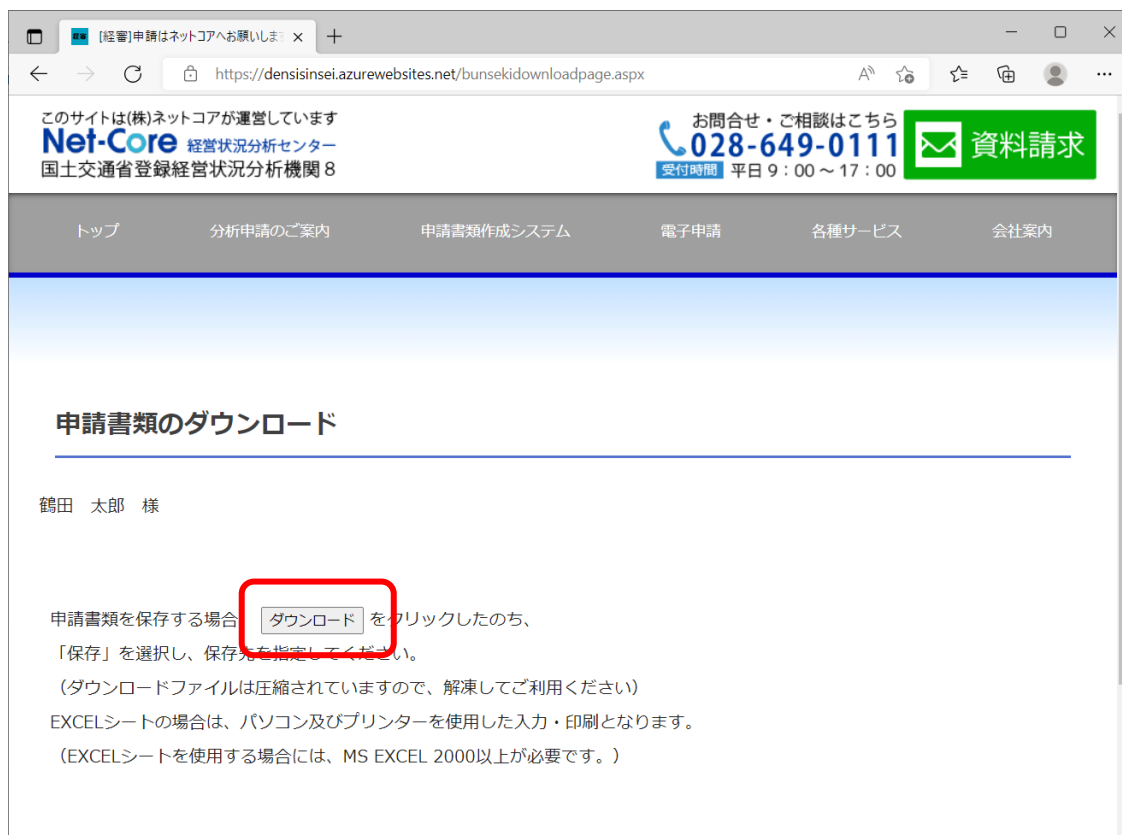 [経審]申請はネットコアへお願いしま
https://densisinsei.azurewebsites.net/bunsekidownloadpage.aspx
このサイトは(株)ネットコアが運営しています
Net-Core 経営状況分析センター
国土交通省登録経営状況分析機関８
お問合せ・ご相談はこちら
028-649-0111
受付時間 平日９：００～１７：００
資料請求
トップ 分析申請のご案内 申請書類作成システム 電子申請 各種サービス 会社案内
申請書類のダウンロード
鶴田　太郎　様
申請書類を保存する場合 ダウンロード をクリックしたのち、
「保存」を選択し、保存先を指定してください。
（ダウンロードファイルは圧縮されていますので、解凍してご利用ください）
EXCELシートの場合は、パソコン及びプリンターを使用した入力・印刷となります。
（EXCELシートを使用する場合には、MS EXCEL 2000以上が必要です。）